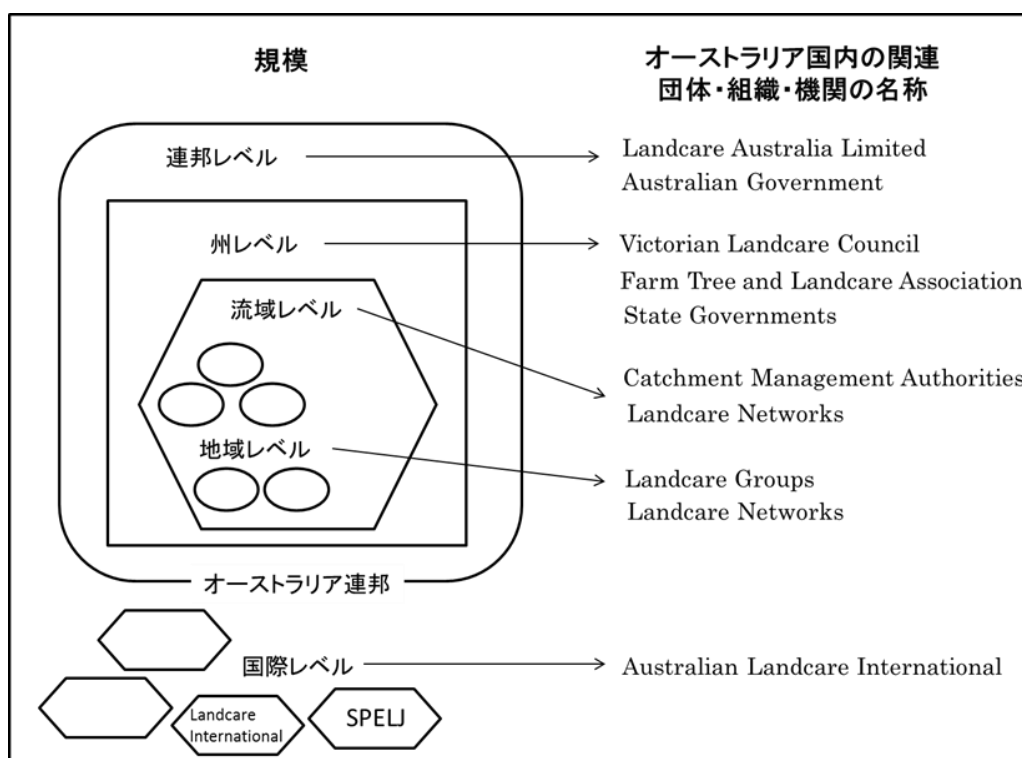 規模
オーストラリア国内の関連
団体・組織・機関の名称
連邦レベル
Landcare Australia Limited
Australian Government
州レベル
Victorian Landcare Council
Farm Tree and Landcare Association
State Governments
流域レベル
Catchment Management Authorities
Landcare Networks
地域レベル
Landcare Groups
Landcare Networks
オーストラリア連邦
国際レベル
Australian Landcare International
Landcare
International
SPELJ